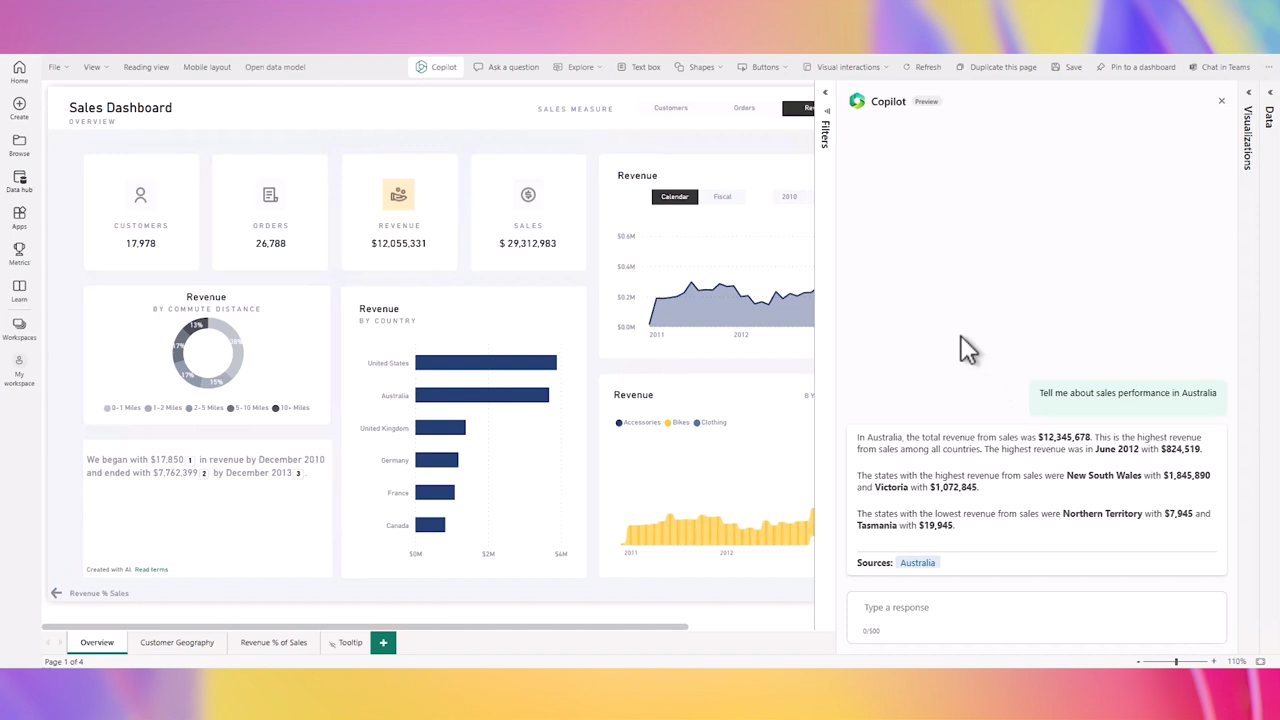 File
View
Reading view
Mobile layout
Open data model
Copilot
Ask a question
Explore
Text box
Shapes
Buttons
Visual interactions
Refresh
Duplicate this page
Save
Pin to a dashboard
Chat in Teams
Home
Create
Browse
Data hub
Apps
Metrics
Learn
Workspaces
My
workspace
Sales Dashboard
OVERVIEW
SALES MEASURE
Customers
Orders
Re
CUSTOMERS
17,978
ORDERS
26,788
REVENUE
$12,055,331
SALES
$ 29,312,983
Revenue
Calendar
Fiscal
2010
$0.6M
$0.4M
$0.2M
$0.0M
2011
2012
Revenue
BY COMMUTE DISTANCE
13%
17%
17%
15%
0-1 Miles
1-2 Miles
2-5 Miles
5-10 Miles
10+ Miles
We began with $17,850 1 in revenue by December 2010
and ended with $7.762,399 2 by December 2013 3 .
Created with AI. Read terms
Revenue
BY COUNTRY
United States
Australia
United Kingdom
Germany
France
Canada
$0M
$2M
$4M
Revenue
Accessories
Bikes
Clothing
2011
2012
Revenue % Sales
Overview
Customer Geography
Revenue % of Sales
Tooltip
+
Page 1 of 4
Filters
Copilot
Preview
Tell me about sales performance in Australia
In Australia, the total revenue from sales was $12,345,678. This is the highest revenue
from sales among all countries. The highest revenue was in June 2012 with $824,519.
The states with the highest revenue from sales were New South Wales with $1,845,890
and Victoria with $1,072,845.
The states with the lowest revenue from sales were Northern Territory with $7,945 and
Tasmania with $19,945.
Sources: Australia
Type a response
0/500
Visualizations
Data
- + 110%